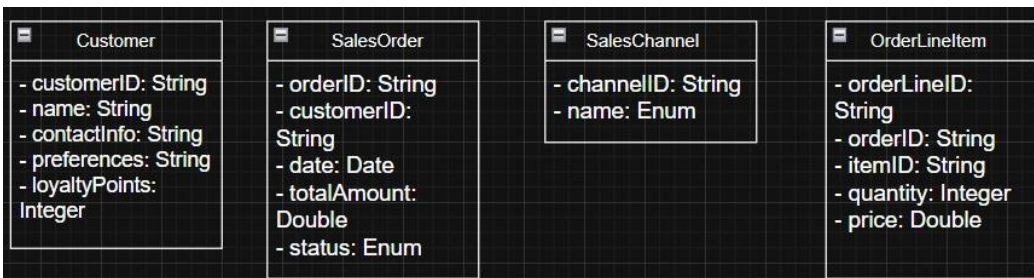 Customer
- customerID: String
- name: String
- contactInfo: String
- preferences: String
- loyaltyPoints:
Integer
SalesOrder
- orderID: String
- customerID:
String
- date: Date
- totalAmount:
Double
- status: Enum
SalesChannel
- channelID: String
- name: Enum
OrderLineItem
- orderLineID:
String
- orderID: String
- itemID: String
- quantity: Integer
- price: Double